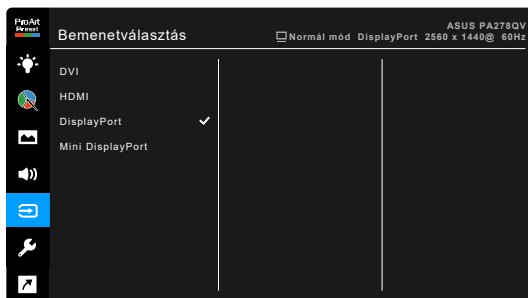 ProArt
Preset
Bemenetválasztás
ASUS PA278QV
Normál mód DisplayPort 2560 x 1440@ 60Hz
DVI
HDMI
DisplayPort
Mini DisplayPort